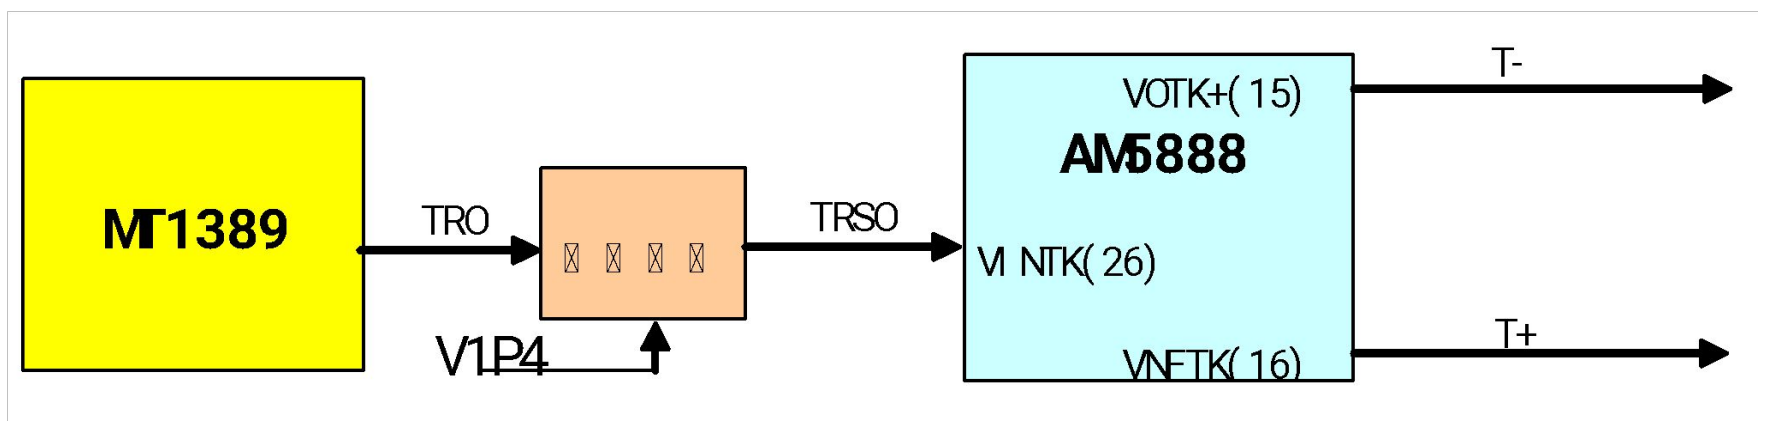 T-
VOTK+(15)
AM5888
MT1389
TRO
TRSO
VINTK(26)
V1P4
T+
VNFTK(16)